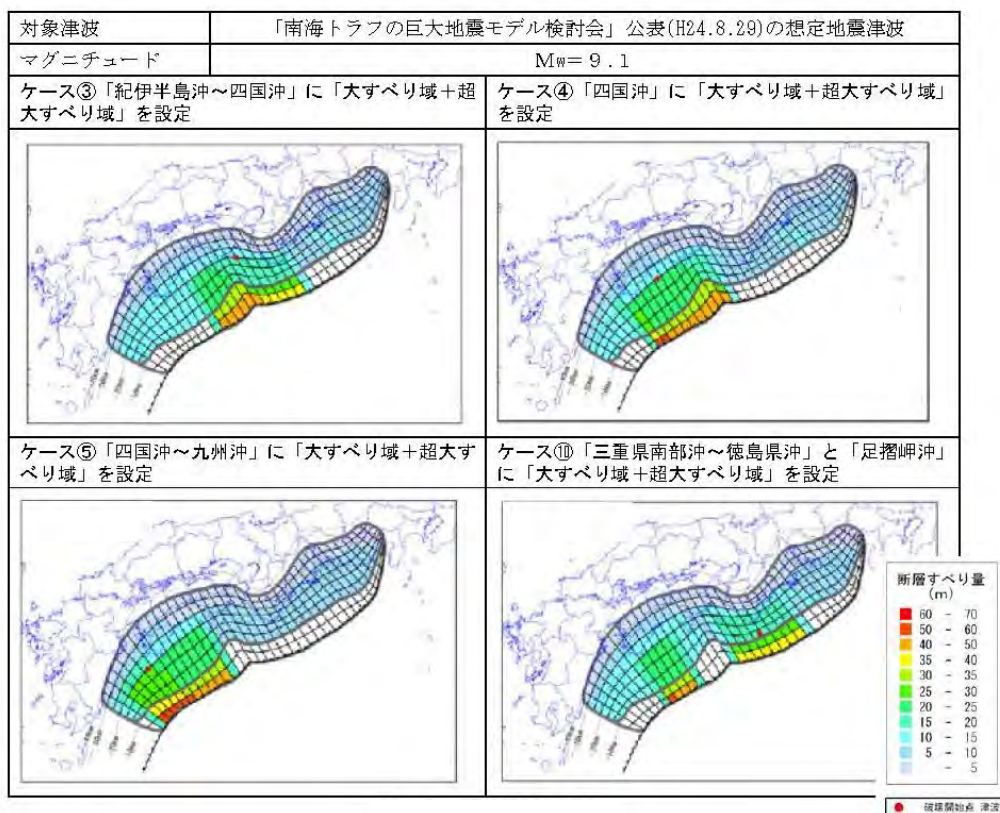 対象津波
「南海トラフの巨大地震モデル検討会」公表(H24.8.29)の想定地震津波
マグニチュード
Mw=9.1
ケース③「紀伊半島沖～四国沖」に「大すべり域＋超
大すべり域」を設定
ケース④「四国沖」に「大すべり域＋超大すべり域」
を設定
ケース⑤「四国沖～九州沖」に「大すべり域＋超大す
べり域」を設定
ケース⑩「三重県南部沖～徳島県沖」と「足摺岬沖」
に「大すべり域＋超大すべり域」を設定
断層すべり量
(m)
60 - 70
50 - 60
40 - 50
35 - 40
30 - 35
25 - 30
20 - 25
15 - 20
10 - 15
5 - 10
- 5
破壊開始点 津波